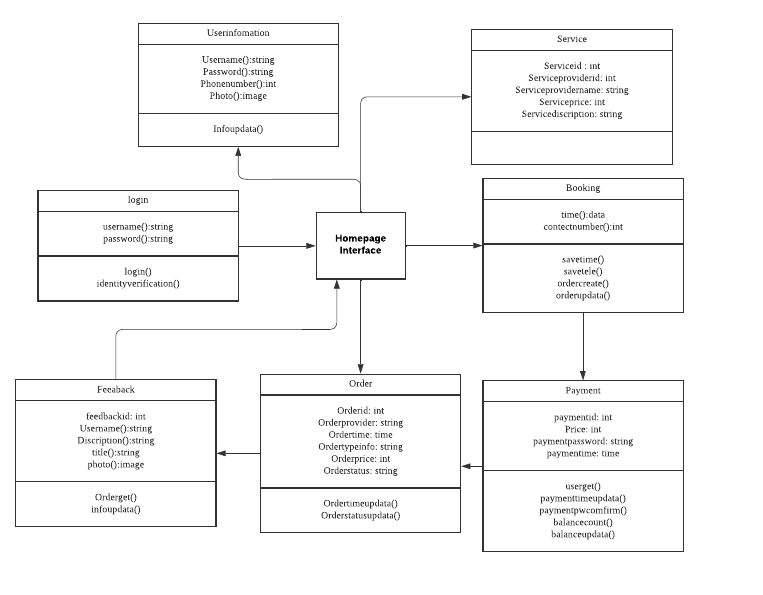 Userinfomation
Username():string
Password():string
Phonenumber():int
Photo():image
Infoupdata()
Service
Serviceid : int
Serviceproviderid: int
Serviceprovidername: string
Serviceprice: int
Servicediscription: string
login
username():string
password():string
login()
identityverification()
Homepage
Interface
Booking
time():data
contectnumber():int
savetime()
savetele()
ordercreate()
orderupdata()
Feeaback
feedbackid: int
Username():string
Discription():string
title():string
photo():image
Orderget()
infoupdata()
Order
Orderid: int
Orderprovider: string
Ordertime: time
Ordertypeinfo: string
Orderprice: int
Orderstatus: string
Ordertimeupdata()
Orderstatusupdata()
Payment
paymentid: int
Price: int
paymentpassword: string
paymentime: time
userget()
paymenttimeupdata()
paymentpwcomfirm()
balancecount()
balanceupdata()